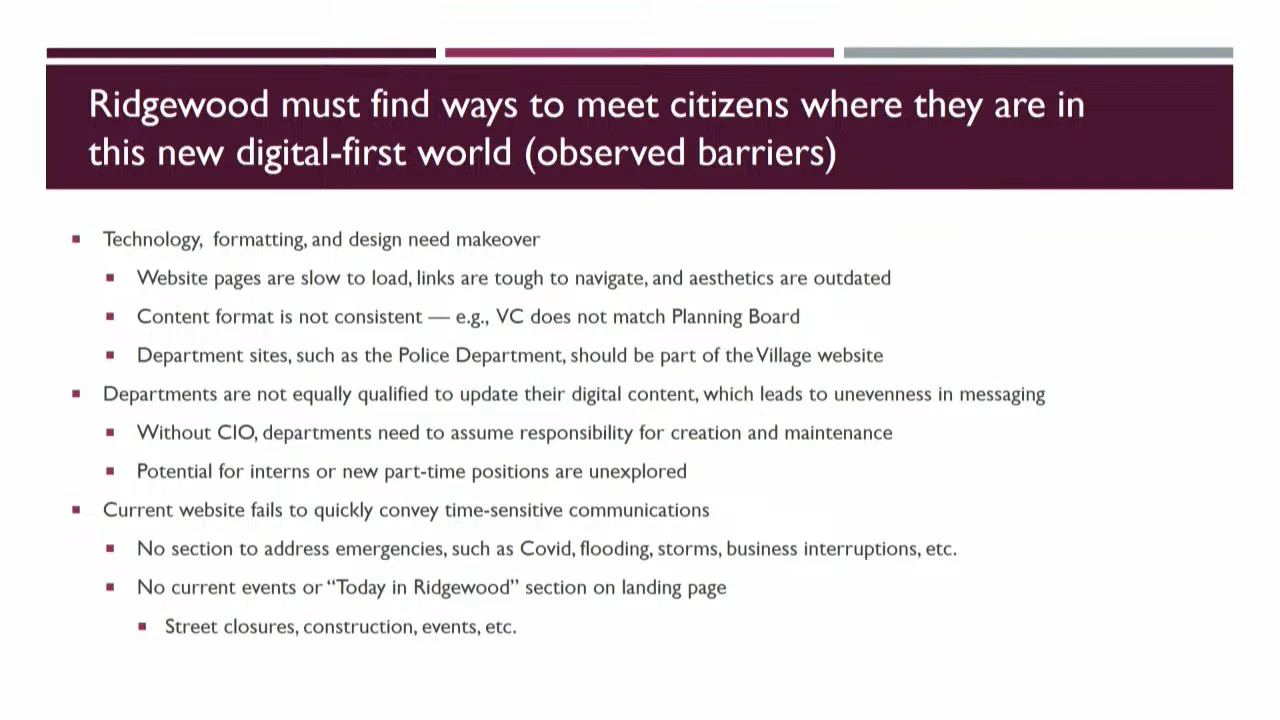 Ridgewood must find ways to meet citizens where they are in
this new digital-first world (observed barriers)
Technology, formatting, and design need makeover
Website pages are slow to load, links are tough to navigate, and aesthetics are outdated
Content format is not consistent — e.g., VC does not match Planning Board
Department sites, such as the Police Department, should be part of the Village website
Departments are not equally qualified to update their digital content, which leads to unevenness in messaging
Without CIO, departments need to assume responsibility for creation and maintenance
Potential for interns or new part-time positions are unexplored
Current website fails to quickly convey time-sensitive communications
No section to address emergencies, such as Covid, flooding, storms, business interruptions, etc.
No current events or “Today in Ridgewood” section on landing page
Street closures, construction, events, etc.